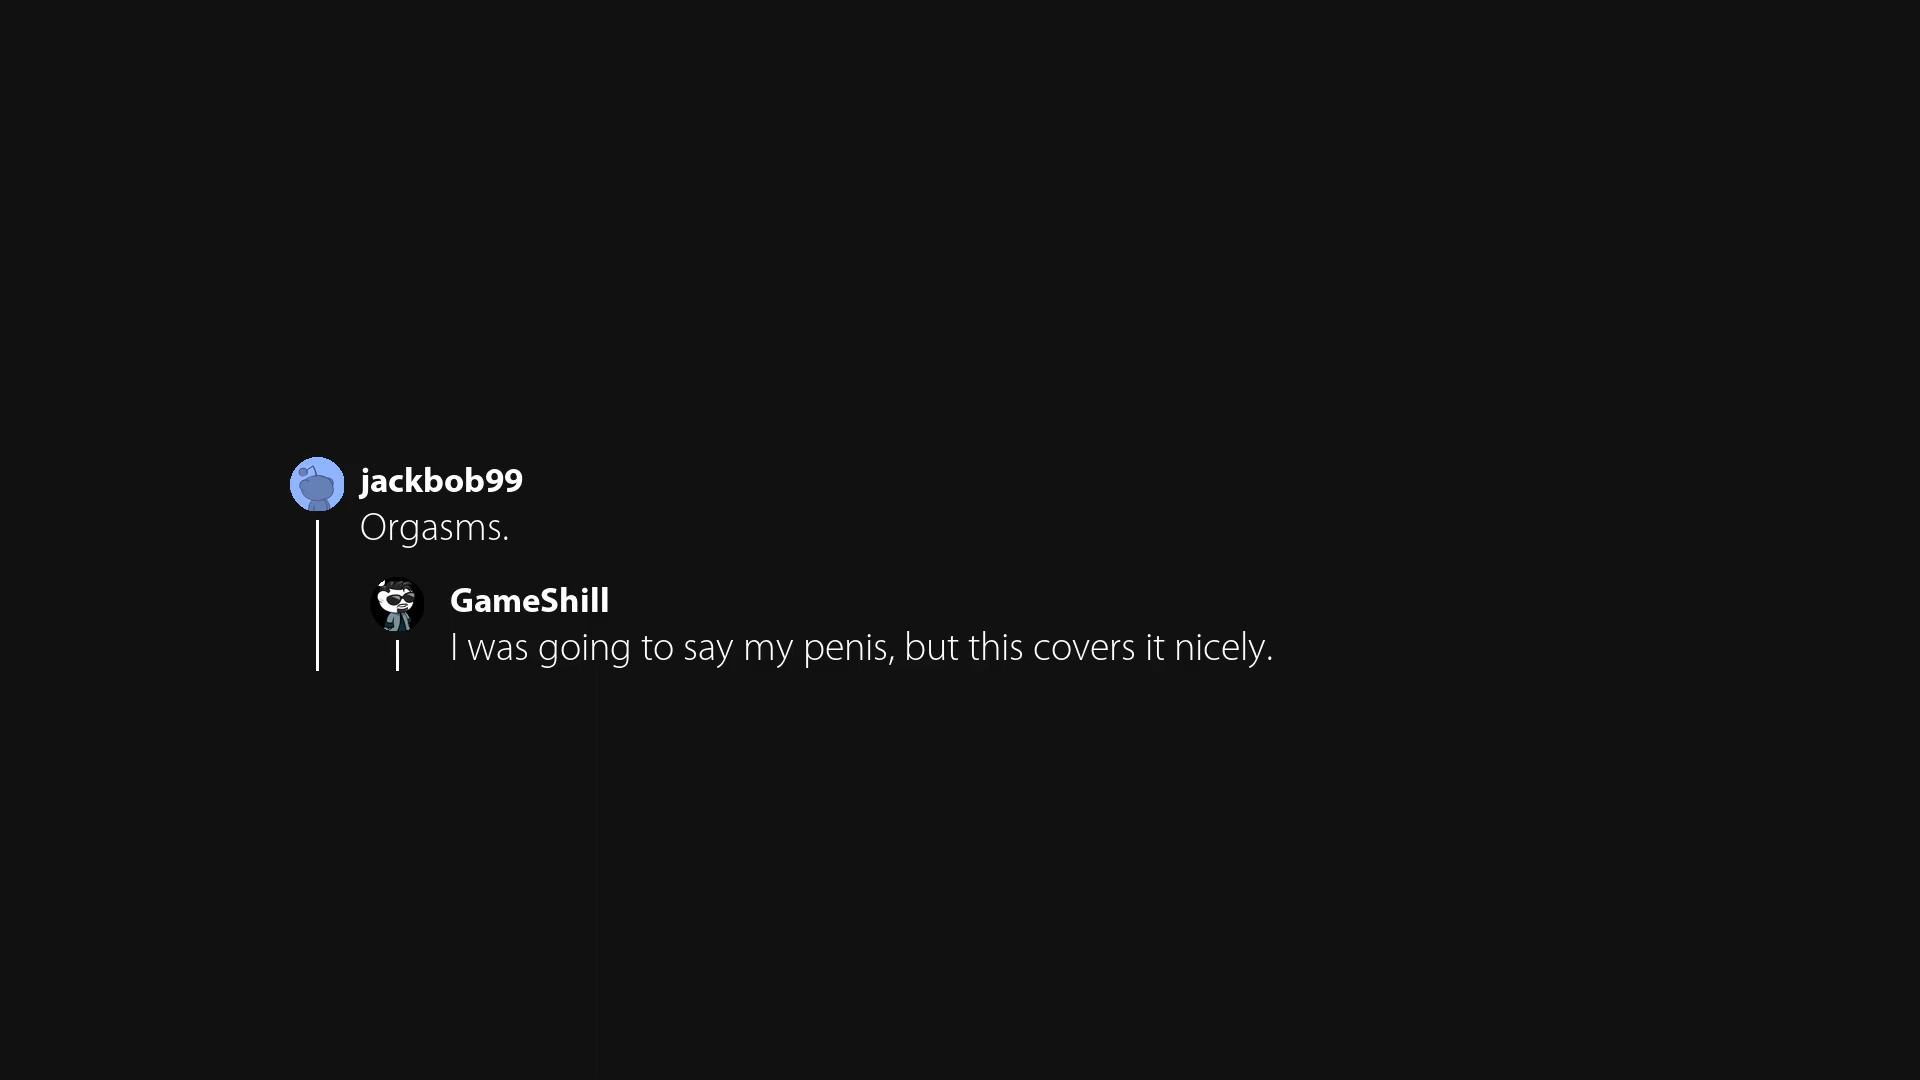 jackbob99
Orgasms.
GameShill
I was going to say my penis, but this covers it nicely.